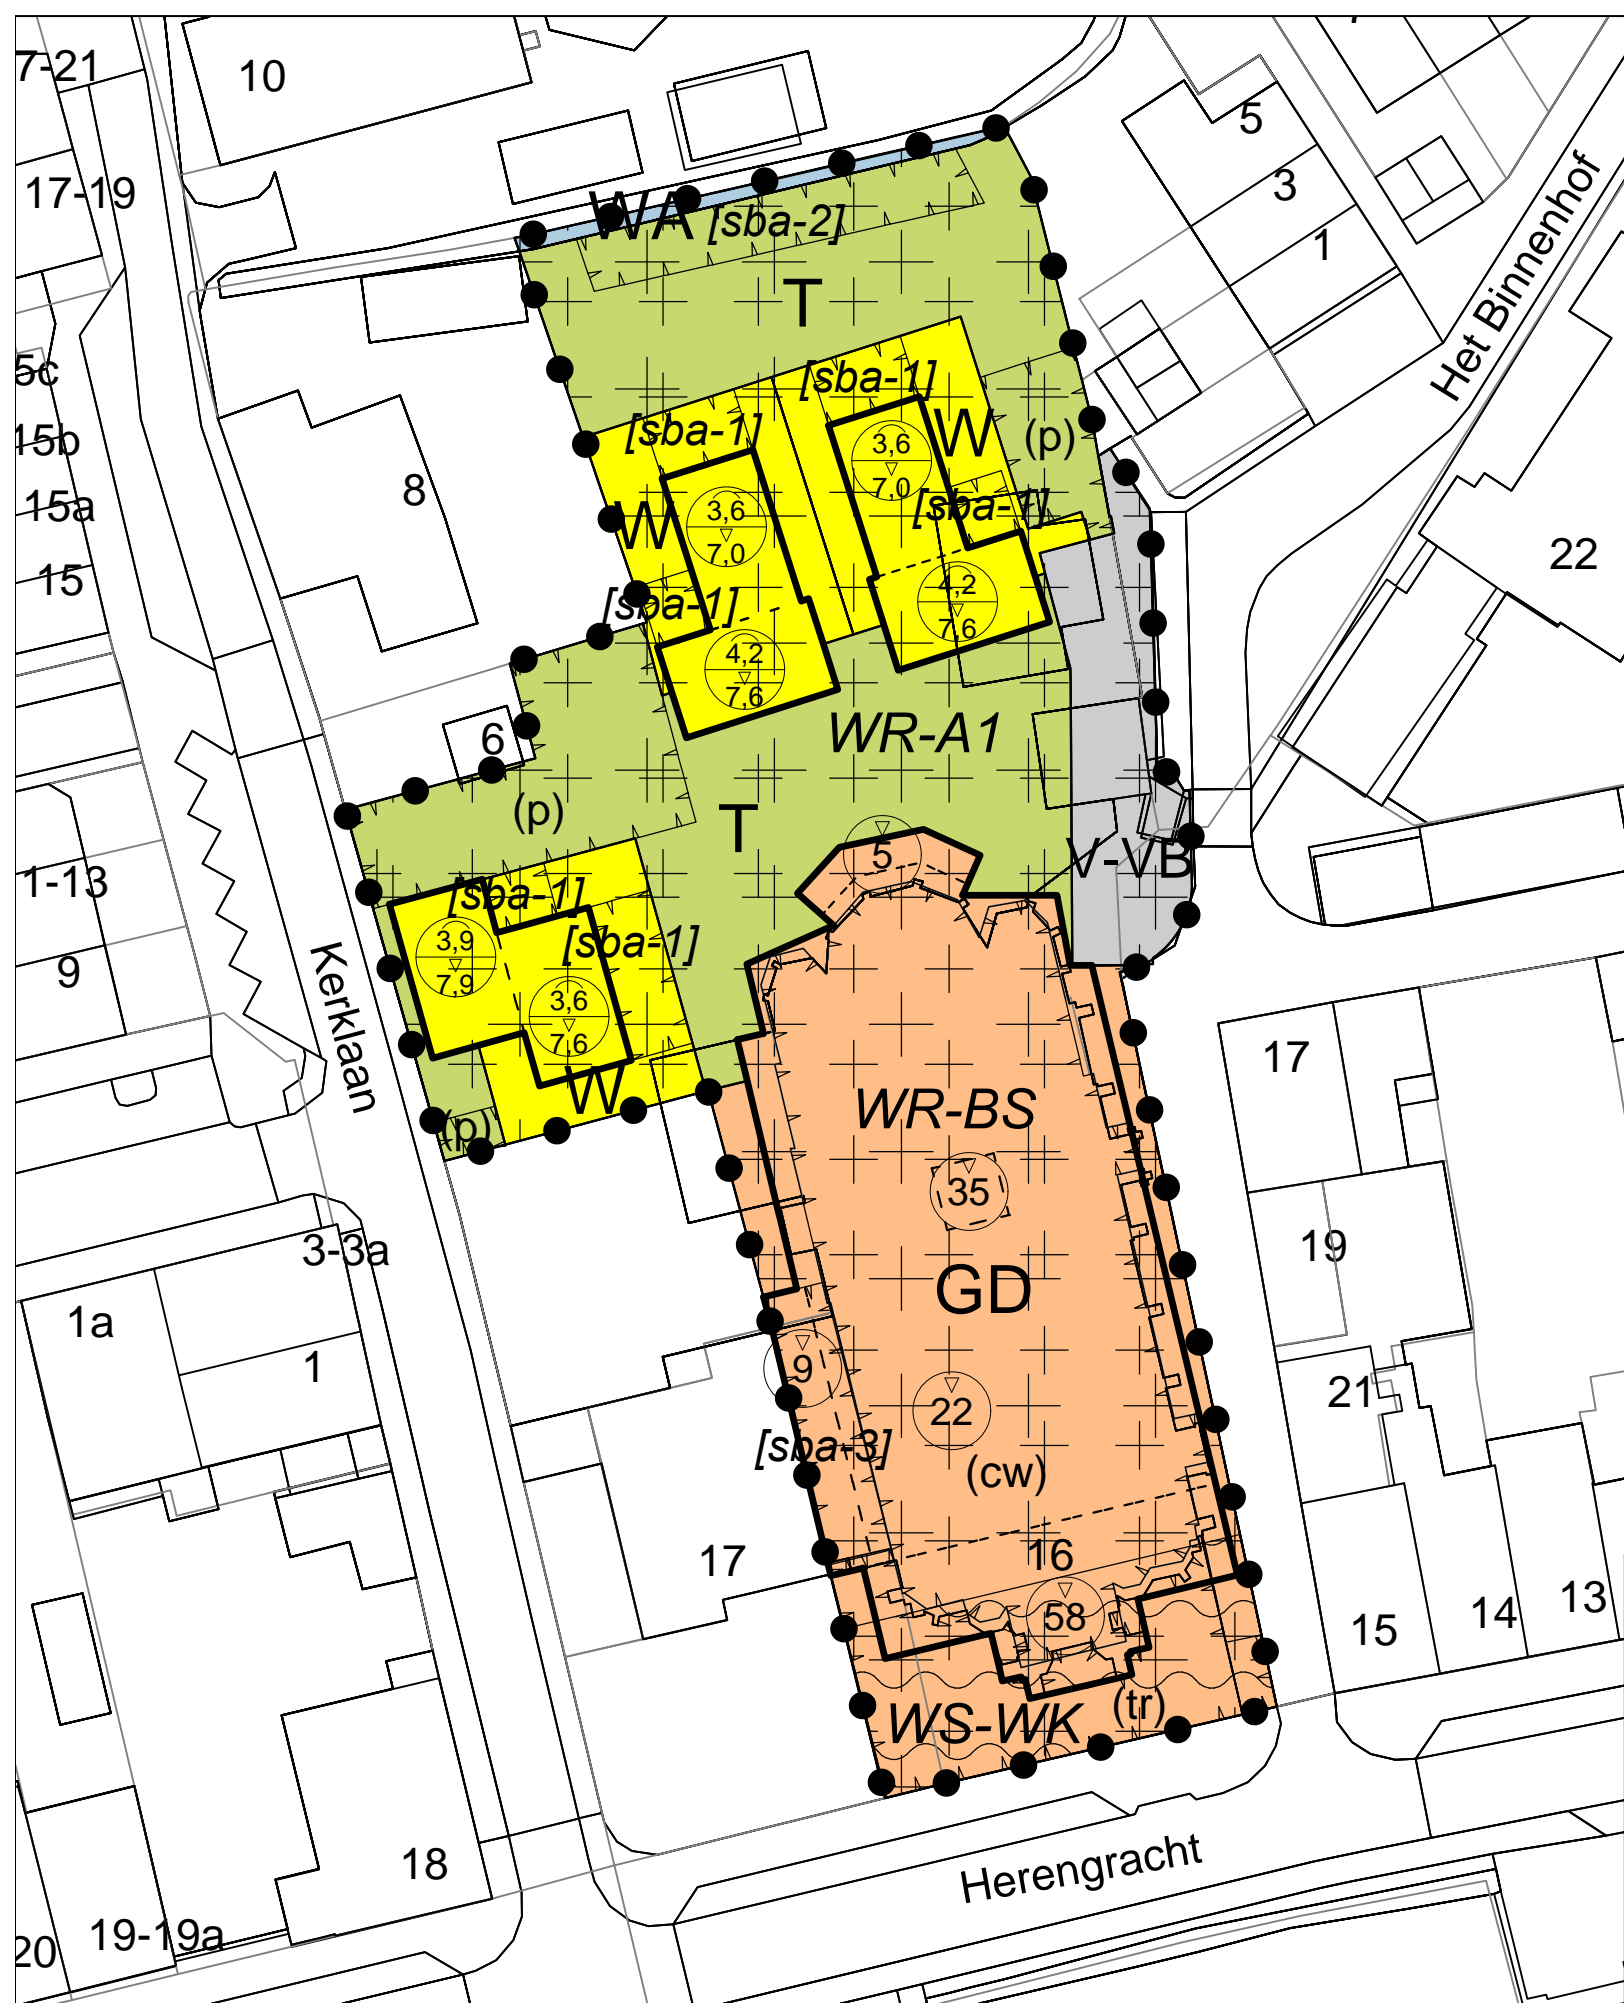 7-21
10
5
17-19
3
WA
[sba-2]
1
T
Het Binnenhof
5c
[sba-1]
[sba-1]
W
(p)
15b
3,6
7,0
8
15a
3,6
7,0
W
[sba-1]
22
15
[sba-1]
4,2
7,6
4,2
7,6
6
WR-A1
(p)
T
5
V-VB
1-13
[sba-1]
3,9
7,9
[sba-1]
9
Kerklaan
3,6
7,6
17
W
WR-BS
(p)
35
3-3a
19
GD
1a
1
9
21
22
[sba-3]
(cw)
17
16
58
15
14
13
WS-WK
(tr)
18
Herengracht
19-19a
20